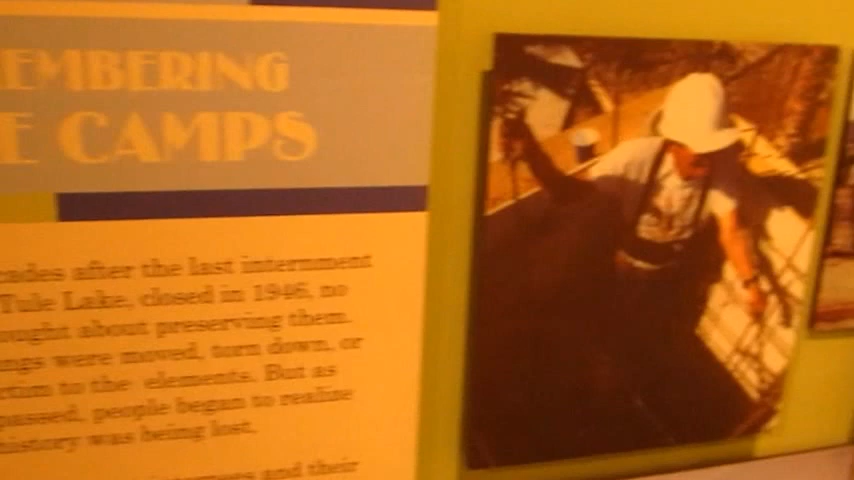 EMBERING
E CAMPS
cades after the last internment
Tule Lake, closed in 1946, no
ought about preserving them.
ngs were moved, torn down, or
ctim to the elements. But as
passed, people began to realize
history was being lost.
and their